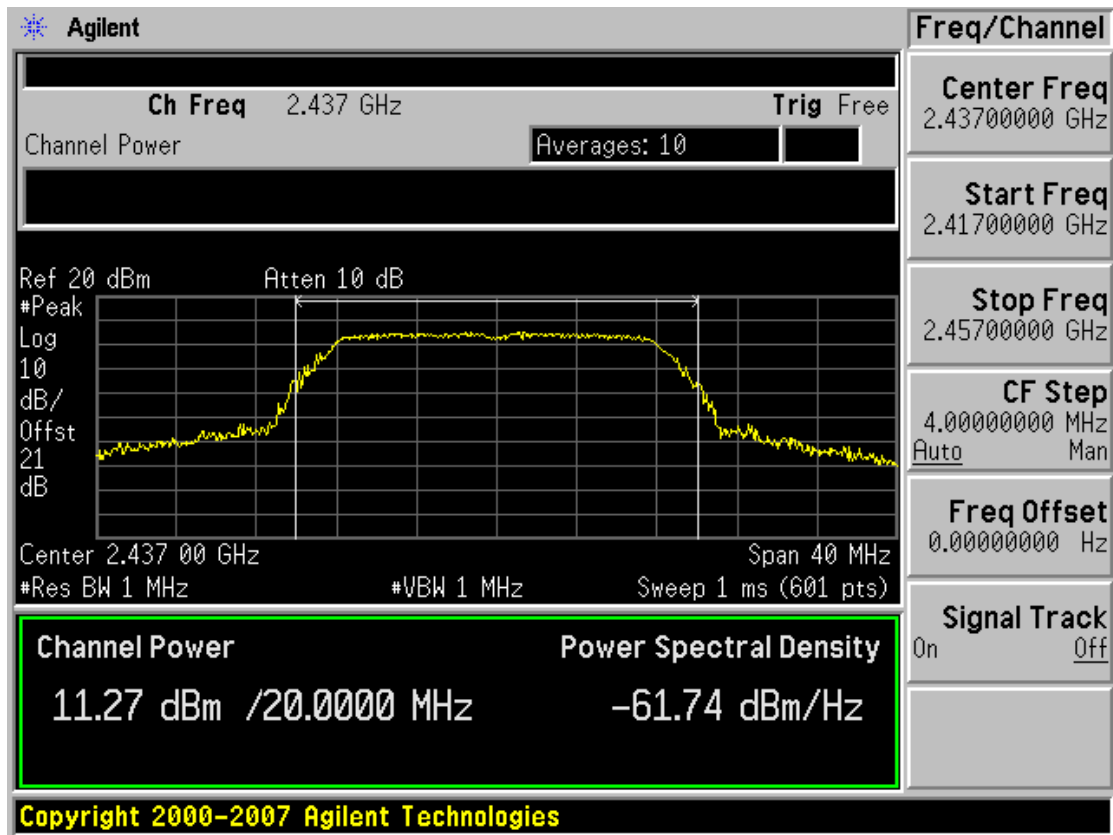 Agilent
Ch Freq 2.437 GHz Trig Free
Channel Power Averages: 10
Ref 20 dBm Atten 10 dB
#Peak
Log
10
dB/
Offst
21
dB
Center 2.437 00 GHz Span 40 MHz
#Res BW 1 MHz #VBW 1 MHz Sweep 1 ms (601 pts)
Channel Power Power Spectral Density
11.27 dBm /20.0000 MHz -61.74 dBm/Hz
Copyright 2000-2007 Agilent Technologies
Freq/Channel
Center Freq
2.43700000 GHz
Start Freq
2.41700000 GHz
Stop Freq
2.45700000 GHz
CF Step
4.00000000 MHz
Auto Man
Freq Offset
0.00000000 Hz
Signal Track
On Off